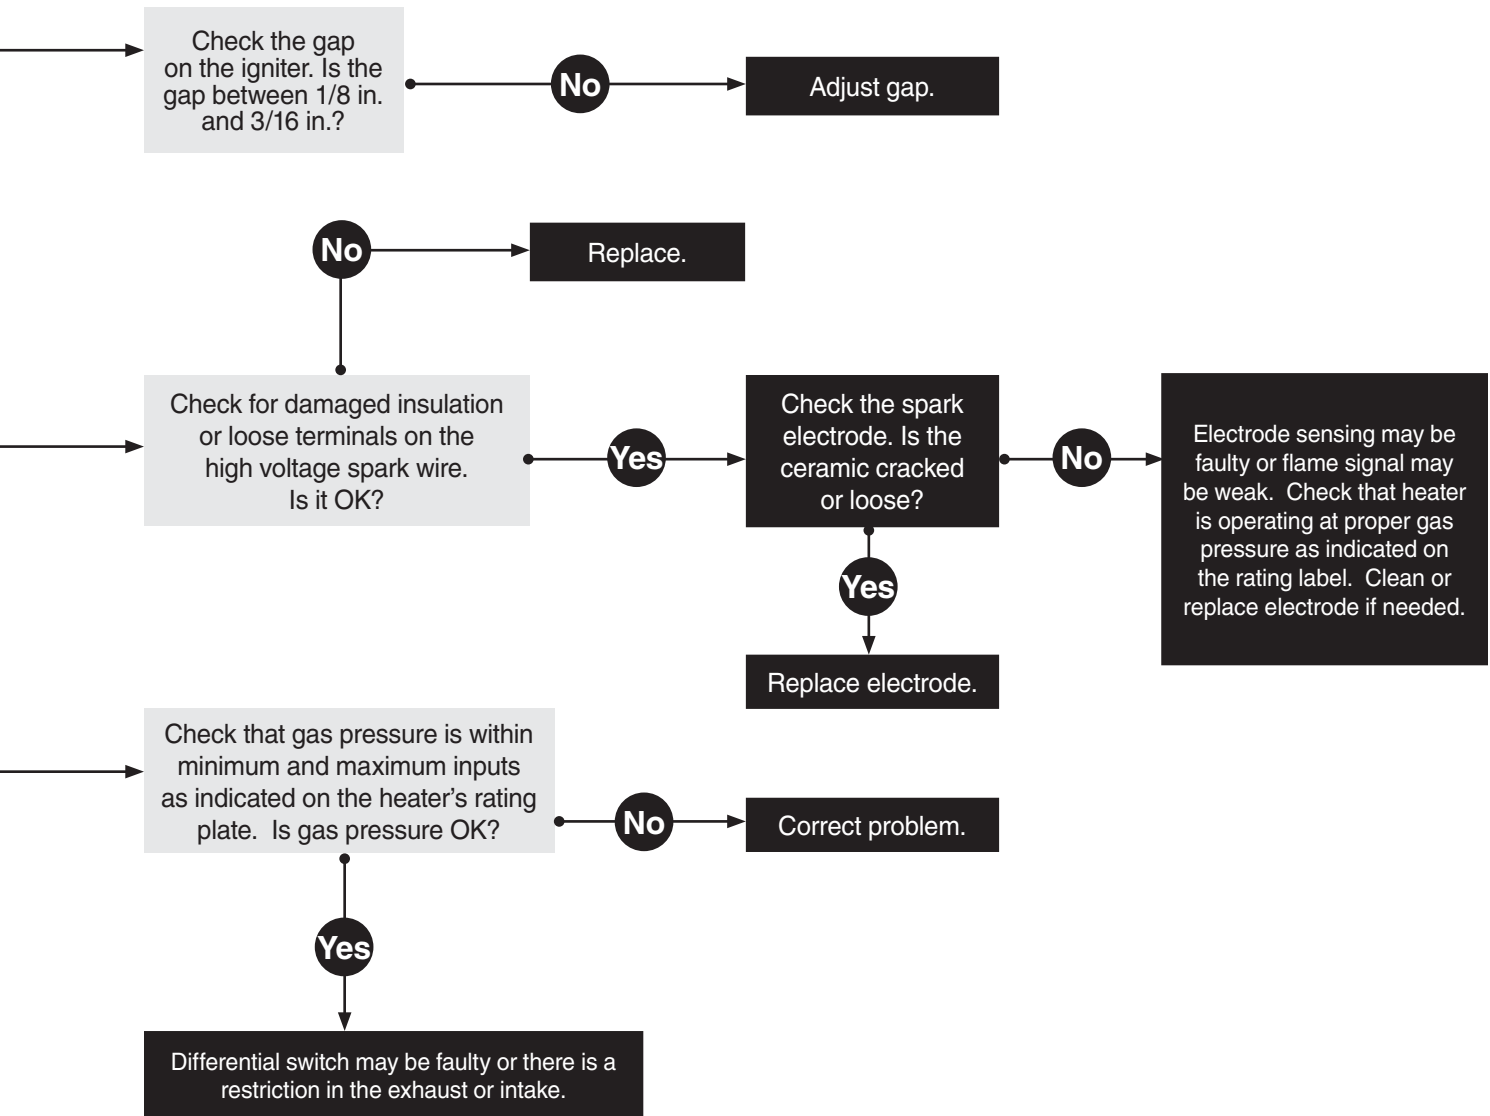 Check the gap
on the igniter. Is the
gap between 1/8 in.
and 3/16 in.?
No
Adjust gap.
No
Replace.
Check for damaged insulation
or loose terminals on the
high voltage spark wire.
Is it OK?
Yes
Check the spark
electrode. Is the
ceramic cracked
or loose?
No
Electrode sensing may be
faulty or flame signal may
be weak.  Check that heater
is operating at proper gas
pressure as indicated on
the rating label.  Clean or
replace electrode if needed.
Yes
Replace electrode.
Check that gas pressure is within
minimum and maximum inputs
as indicated on the heater’s rating
plate.  Is gas pressure OK?
No
Correct problem.
Yes
Differential switch may be faulty or there is a
restriction in the exhaust or intake.